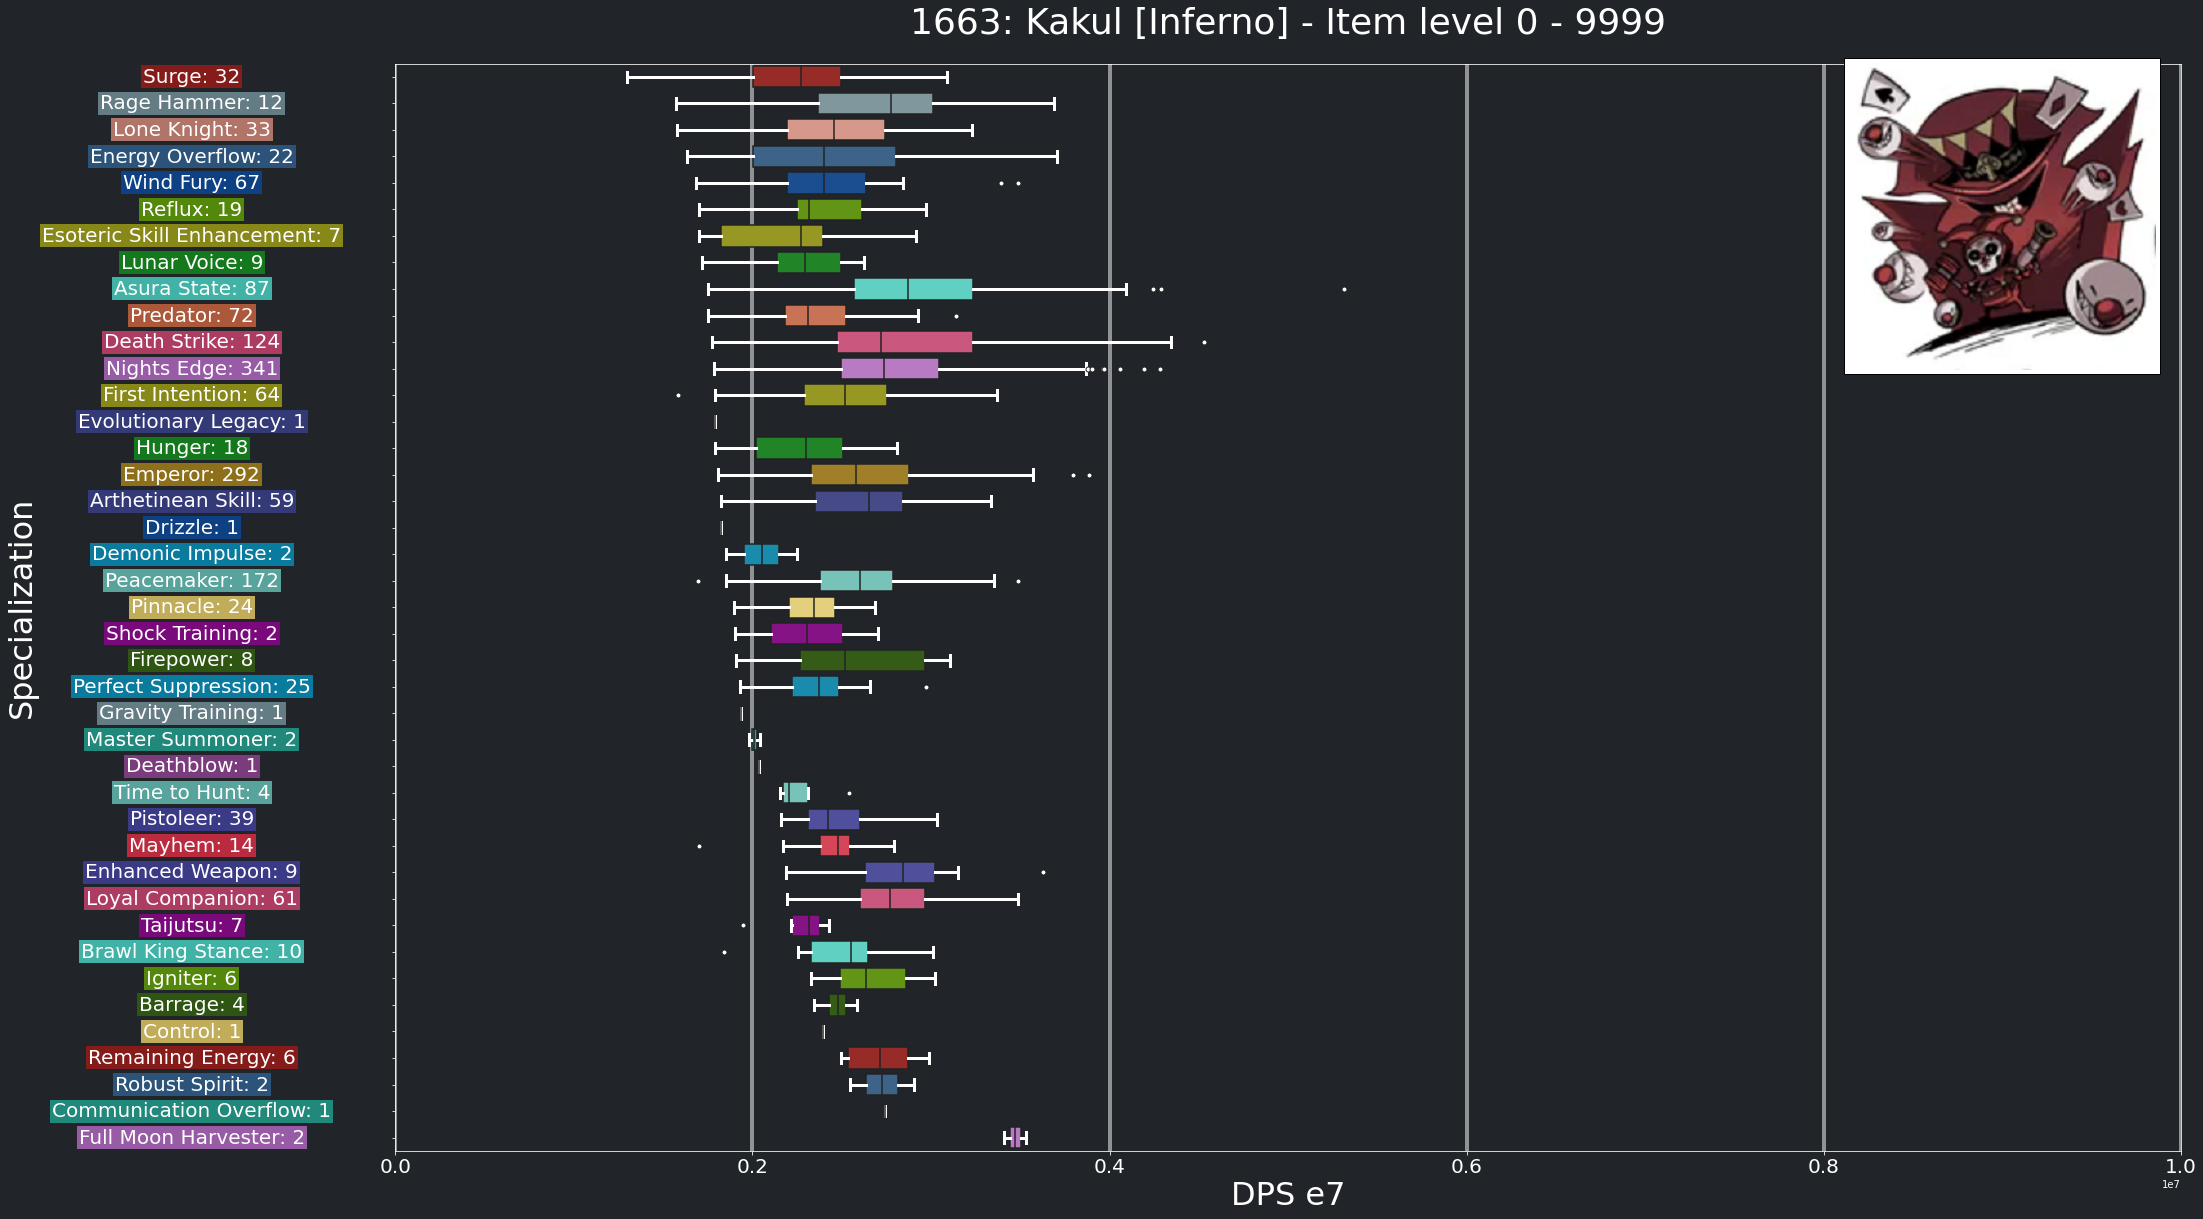 1663: Kakul [Inferno] - Item level 0 - 9999
Specialization
Surge: 32
Rage Hammer: 12
Lone Knight: 33
Energy Overflow: 22
Wind Fury: 67
Reflux: 19
Esoteric Skill Enhancement: 7
Lunar Voice: 9
Asura State: 87
Predator: 72
Death Strike: 124
Nights Edge: 341
First Intention: 64
Evolutionary Legacy: 1
Hunger: 18
Emperor: 292
Arthetinean Skill: 59
Drizzle: 1
Demonic Impulse: 2
Peacemaker: 172
Pinnacle: 24
Shock Training: 2
Firepower: 8
Perfect Suppression: 25
Gravity Training: 1
Master Summoner: 2
Deathblow: 1
Time to Hunt: 4
Pistoleer: 39
Mayhem: 14
Enhanced Weapon: 9
Loyal Companion: 61
Taijutsu: 7
Brawl King Stance: 10
Igniter: 6
Barrage: 4
Control: 1
Remaining Energy: 6
Robust Spirit: 2
Communication Overflow: 1
Full Moon Harvester: 2
0.0 0.2 0.4 0.6 0.8 1.0
1e7
DPS e7